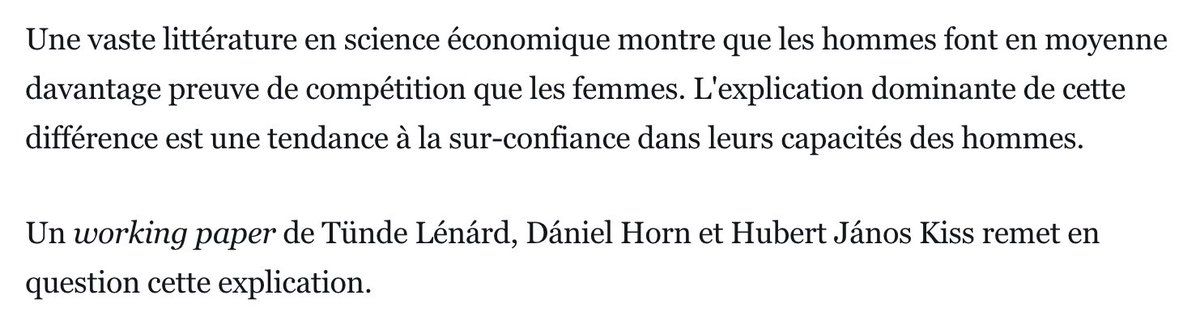 Une vaste littérature en science économique montre que les hommes font en moyenne
davantage preuve de compétition que les femmes. L'explication dominante de cette
différence est une tendance à la sur-confiance dans leurs capacités des hommes.
Un working paper de Tünde Lénárd, Dániel Horn et Hubert János Kiss remet en
question cette explication.